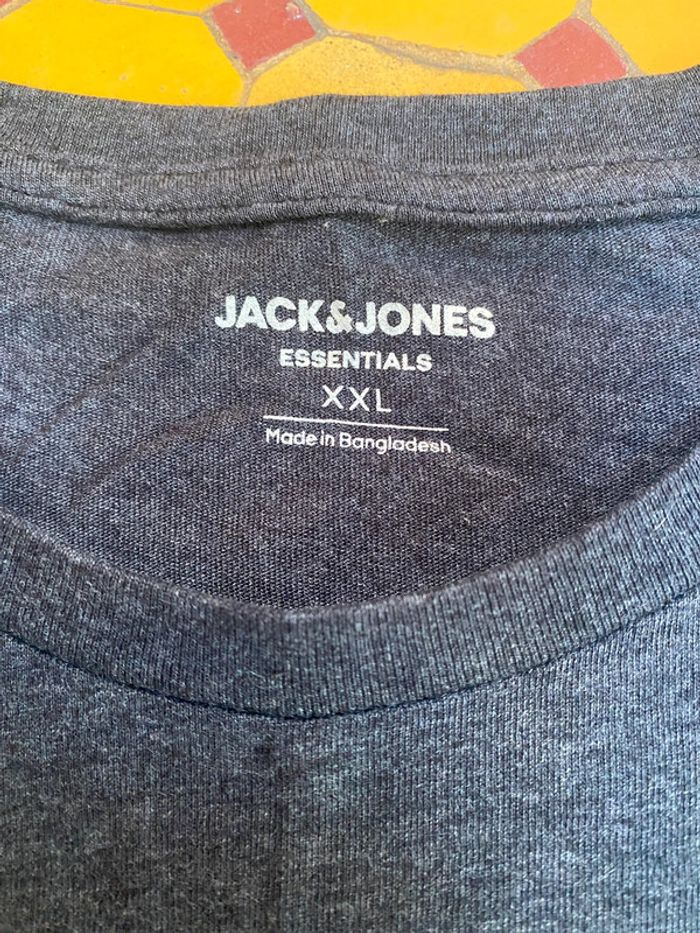 JACK&JONES
ESSENTIALS
XXL
Made in Bangladesh